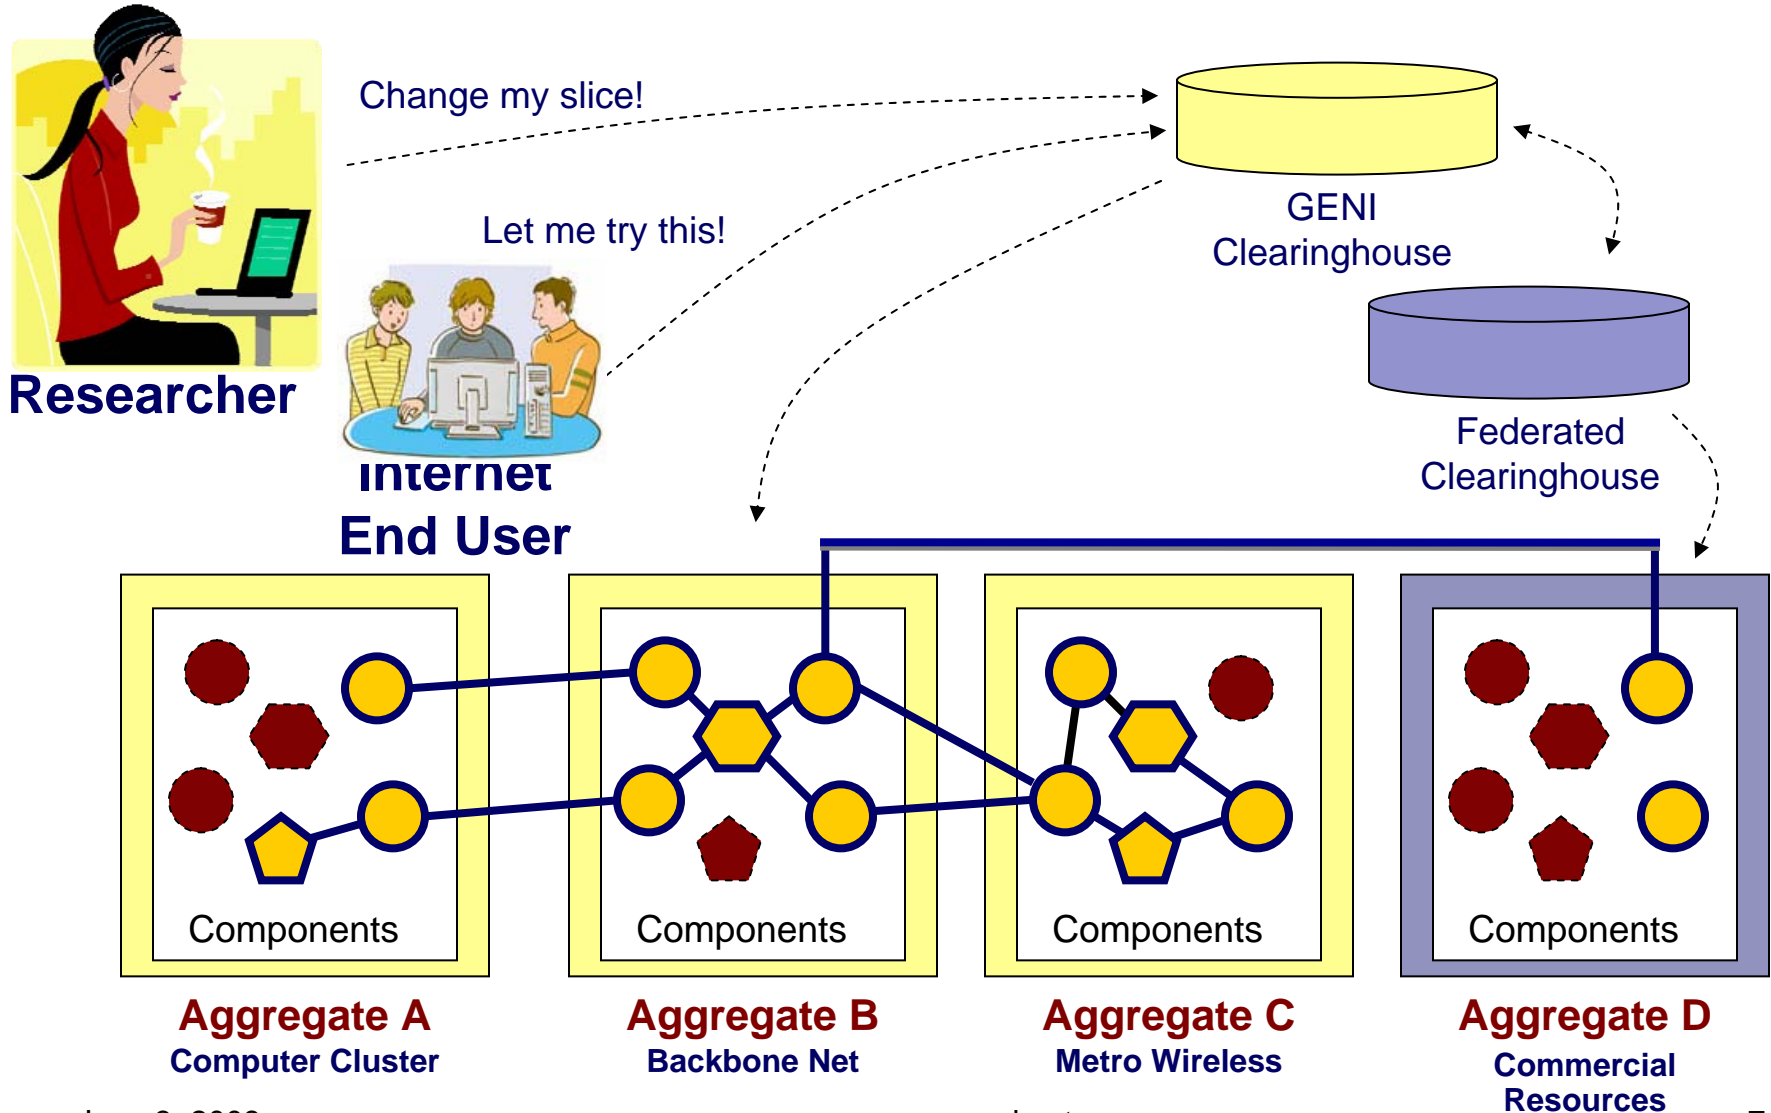 Change my slice!
Let me try this!
GENI
Clearinghouse
Researcher
Federated
Clearinghouse
Internet
End User
Components
Components
Components
Components
Aggregate A
Aggregate B
Aggregate C
Aggregate D
Computer Cluster
Backbone Net
Metro Wireless
Commercial
Resources